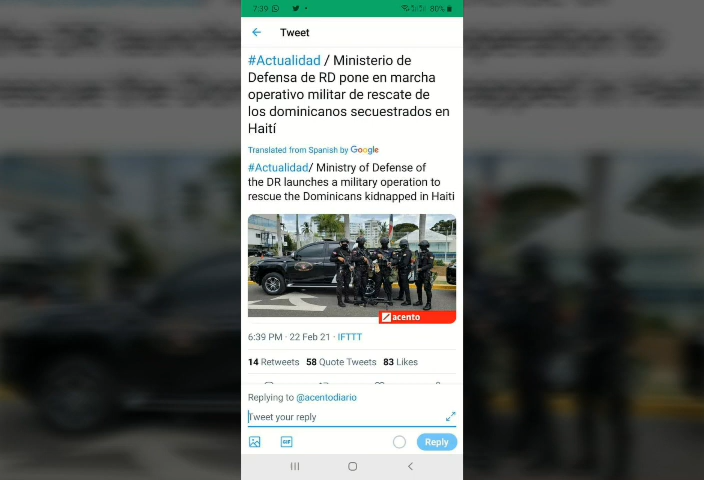 7:39
80%
Tweet
#Actualidad / Ministerio de
Defensa de RD pone en marcha
operativo militar de rescate de
los dominicanos secuestrados en
Haití
Translated from Spanish by Google
#Actualidad/ Ministry of Defense of
the DR launches a military operation to
rescue the Dominicans kidnapped in Haiti
acento
6:39 PM · 22 Feb 21 · IFTTT
14 Retweets 58 Quote Tweets 83 Likes
Replying to @acentodiario
Tweet your reply
GIF
Reply